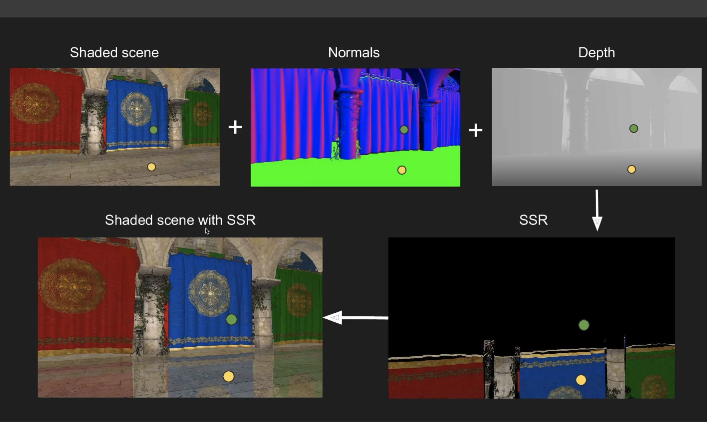 Shaded scene
Normals
Depth
+
+
Shaded scene with SSR
SSR